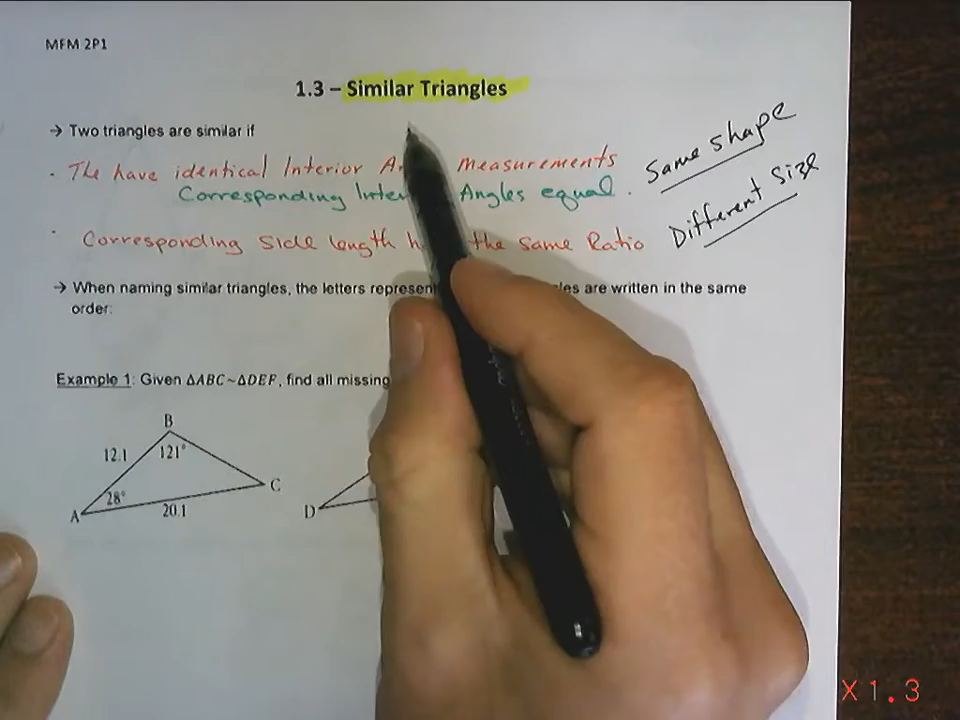 MFM 2P1
1.3 – Similar Triangles
→ Two triangles are similar if
· The have identical Interior A measurements
Corresponding Inte Angles equal.
· Corresponding side length h the same Ratio
Same shape
Different Size
→ When naming similar triangles, the letters represent are written in the same
order:
Example 1: Given ΔABC~ΔDEF, find all missing
B
12.1 121°
28° C
A 20.1
D
X1.3